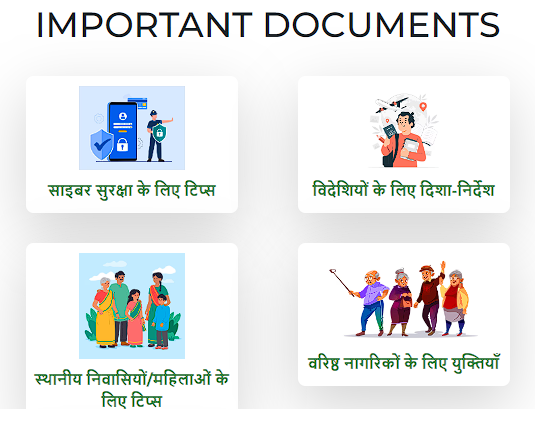 IMPORTANT DOCUMENTS
साइबर सुरक्षा के लिए टिप्स
विदेशियों के लिए दिशा-निर्देश
स्थानीय निवासियों/महिलाओं के
लिए टिप्स
वरिष्ठ नागरिकों के लिए युक्तियाँ